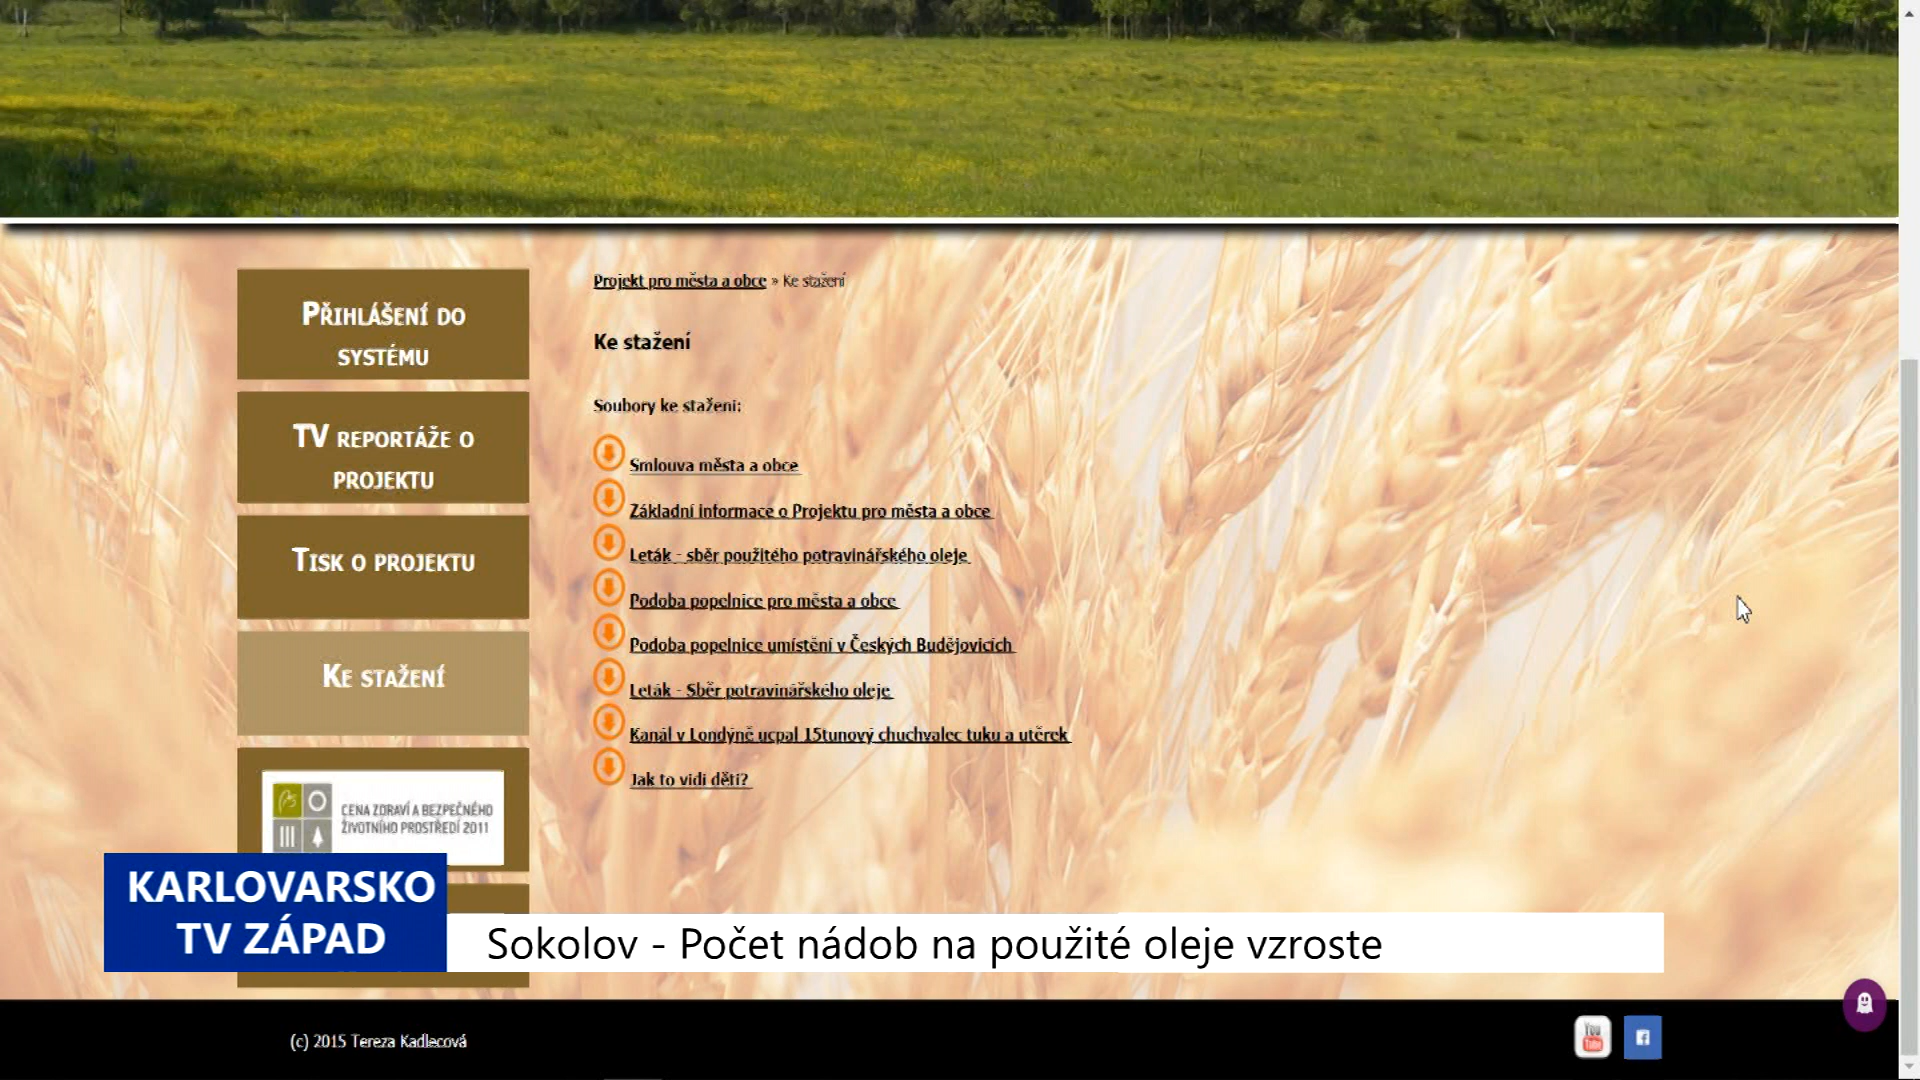 Projekt pro města a obce » Ke stažení
Přihlášení do
systému
TV reportáže o
projektu
Tisk o projektu
Ke stažení
CENA ZDRAVÍ A BEZPEČNÉHO
ŽIVOTNÍHO PROSTŘEDÍ 2011
Ke stažení
Soubory ke stažení:
Smlouva města a obce
Základní informace o Projektu pro města a obce
Leták - sběr použitého potravinářského oleje
Podoba popelnice pro města a obce
Podoba popelnice umístění v Českých Budějovicích
Leták - Sběr potravinářského oleje
Kanál v Londýně ucpal 15tunový chuchvalec tuku a utěrek
Jak to vidí děti?
KARLOVARSKO
TV ZÁPAD
Sokolov - Počet nádob na použité oleje vzroste
(c) 2015 Tereza Kadlecová
You
Tube